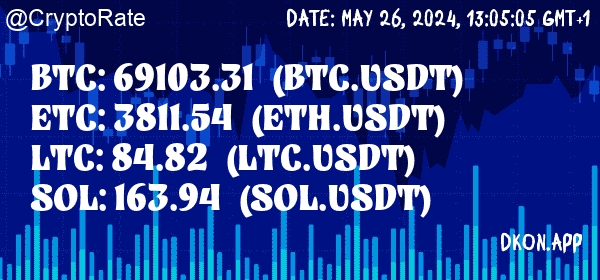 @CryptoRate
DATE: MAY 26, 2024, 13:05:05 GMT+1
BTC: 69103.31 (BTC.USDT)
ETC: 3811.54 (ETH.USDT)
LTC: 84.82 (LTC.USDT)
SOL: 163.94 (SOL.USDT)
DKON.APP